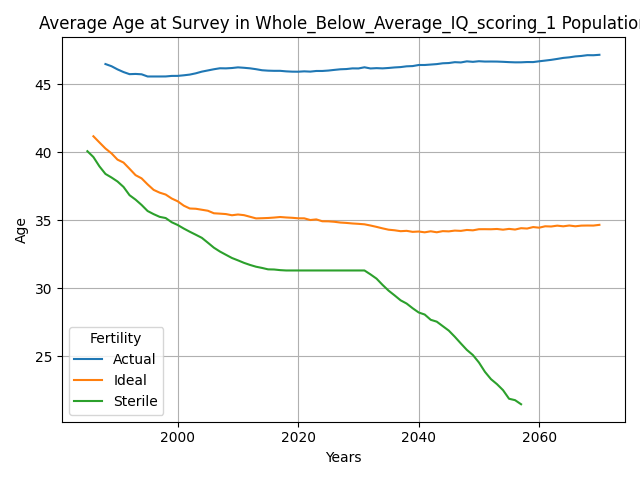 Average Age at Survey in Whole_Below_Average_IQ_scoring_1 Population
Age
45
40
35
30
25
Fertility
Actual
Ideal
Sterile
2000
2020
2040
2060
Years